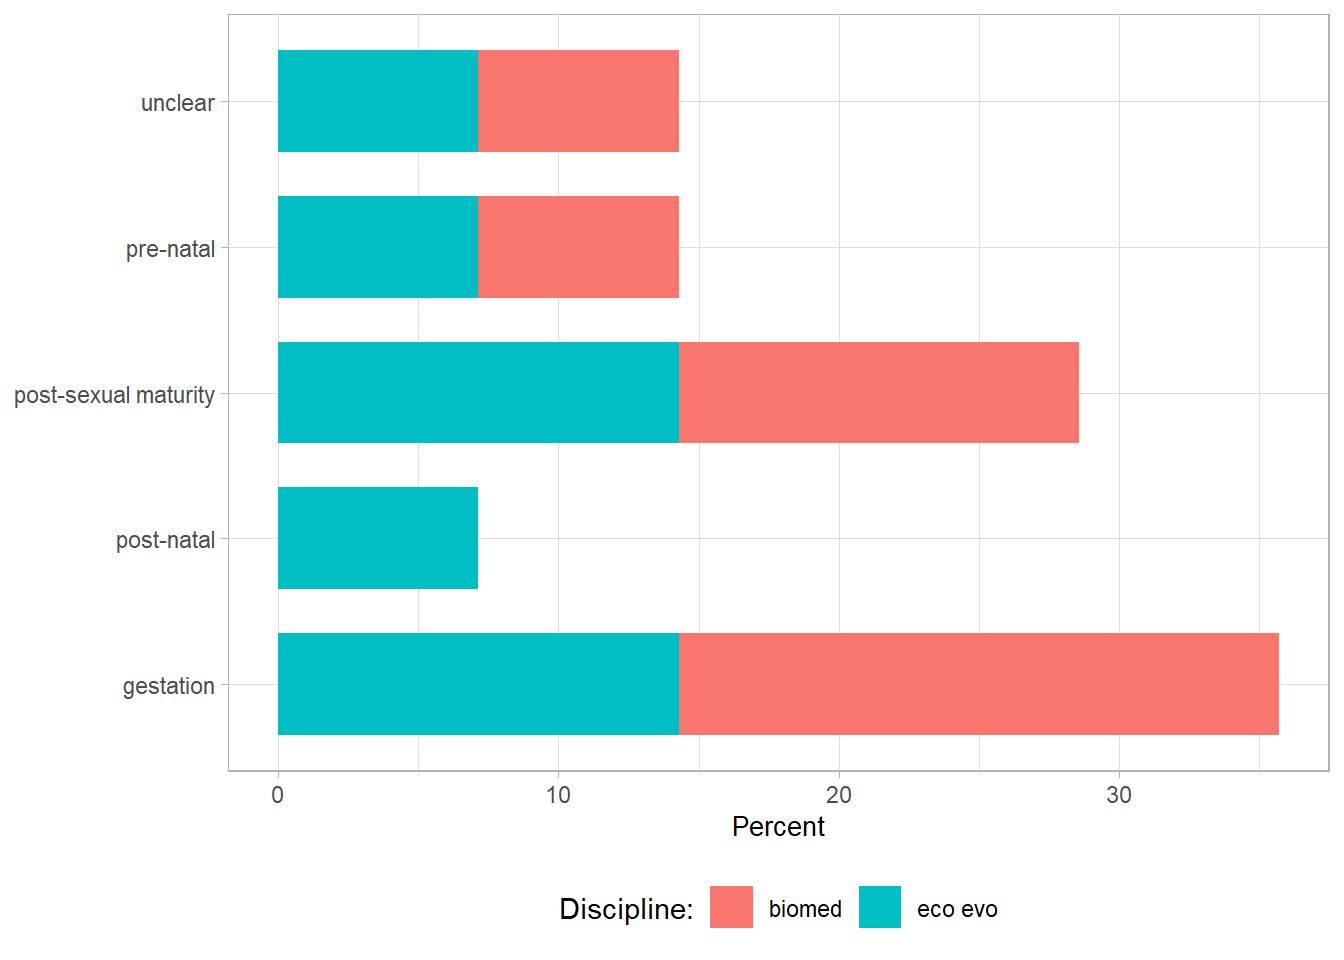 unclear
pre-natal
post-sexual maturity
post-natal
gestation
0 10 20 30
Percent
Discipline: biomed eco evo